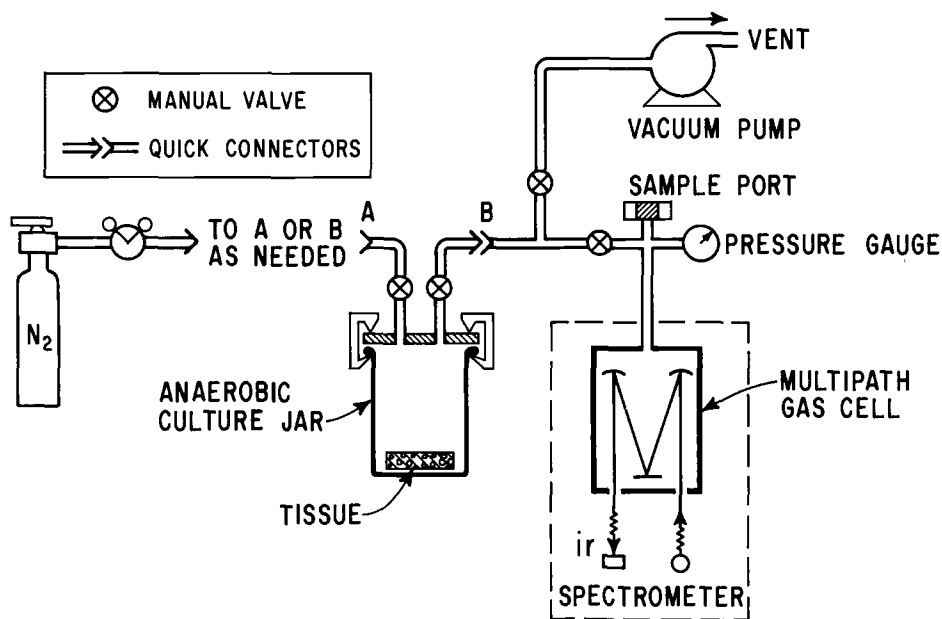 VENT
MANUAL VALVE
QUICK CONNECTORS
VACUUM PUMP
SAMPLE PORT
A
B
TO A OR B
AS NEEDED
PRESSURE GAUGE
N2
ANAEROBIC
CULTURE JAR
MULTIPATH
GAS CELL
TISSUE
ir
SPECTROMETER